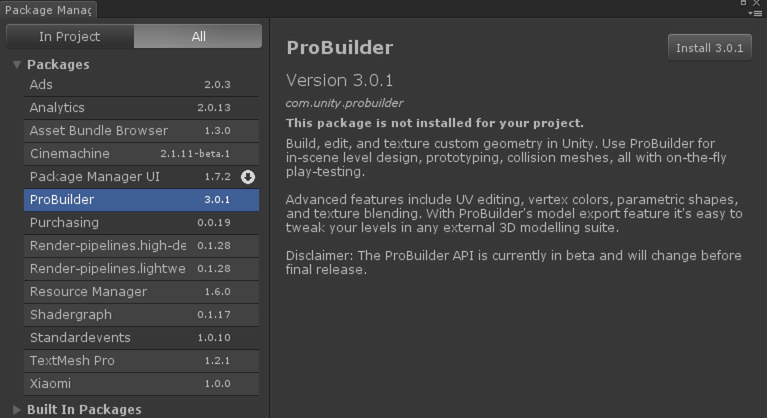 Package Manag
In Project
All
Packages
Ads 2.0.3
Analytics 2.0.13
Asset Bundle Browser 1.3.0
Cinemachine 2.1.11-beta.1
Package Manager UI 1.7.2
ProBuilder 3.0.1
Purchasing 0.0.19
Render-pipelines.high-de 0.1.28
Render-pipelines.lightwe 0.1.28
Resource Manager 1.6.0
Shadergraph 0.1.17
Standardevents 1.0.10
TextMesh Pro 1.2.1
Xiaomi 1.0.0
Built In Packages
ProBuilder
Install 3.0.1
Version 3.0.1
com.unity.probuilder
This package is not installed for your project.
Build, edit, and texture custom geometry in Unity. Use ProBuilder for
in-scene level design, prototyping, collision meshes, all with on-the-fly
play-testing.
Advanced features include UV editing, vertex colors, parametric shapes,
and texture blending. With ProBuilder's model export feature it's easy to
tweak your levels in any external 3D modelling suite.
Disclaimer: The ProBuilder API is currently in beta and will change before
final release.